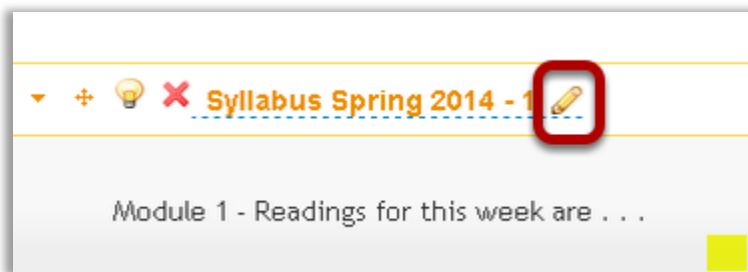 Syllabus Spring 2014 - 1
Module 1 - Readings for this week are . . .